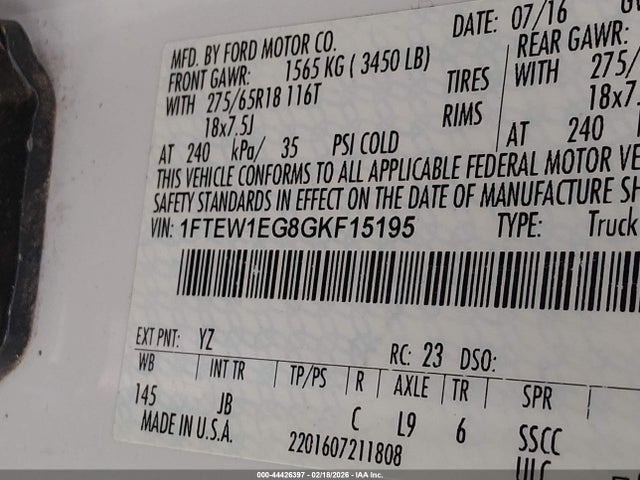 DATE: 07/16
MFD. BY FORD MOTOR CO.
FRONT GAWR: 1565 KG ( 3450 LB) REAR GAWR:
WITH 275/65R18 116T TIRES WITH 275/
18x7.5J RIMS 18x7.5
AT 240 kPa/ 35 PSI COLD AT 240
THIS VEHICLE CONFORMS TO ALL APPLICABLE FEDERAL MOTOR VE
SAFETY STANDARDS IN EFFECT ON THE DATE OF MANUFACTURE SH
VIN: 1FTEW1EG8GKF15195 TYPE: Truck
EXT PNT: YZ RC: 23 DSO:
WB INT TR TP/PS R AXLE TR SPR
145 JB C L9 6 SSCC
MADE IN U.S.A. 2201607211808
000-44426397 - 02/18/2026 - IAAI.com